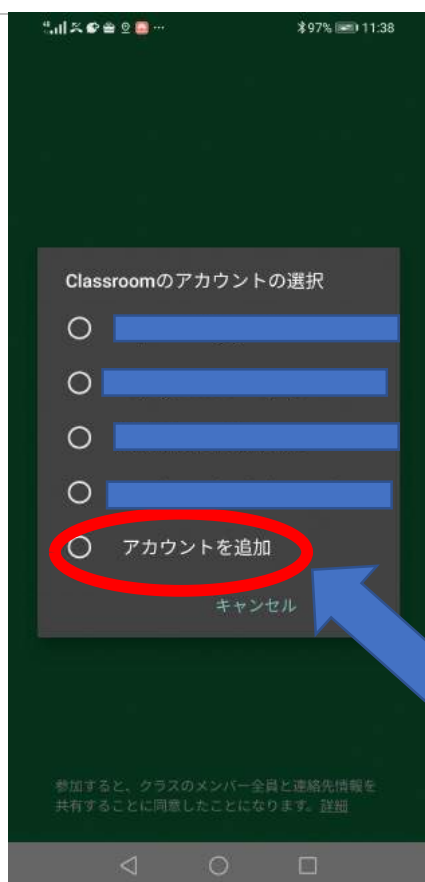 97% 11:38
Classroomのアカウントの選択
アカウントを追加
キャンセル
参加すると、クラスのメンバー全員と連絡先情報を
共有することに同意したことになります。詳細